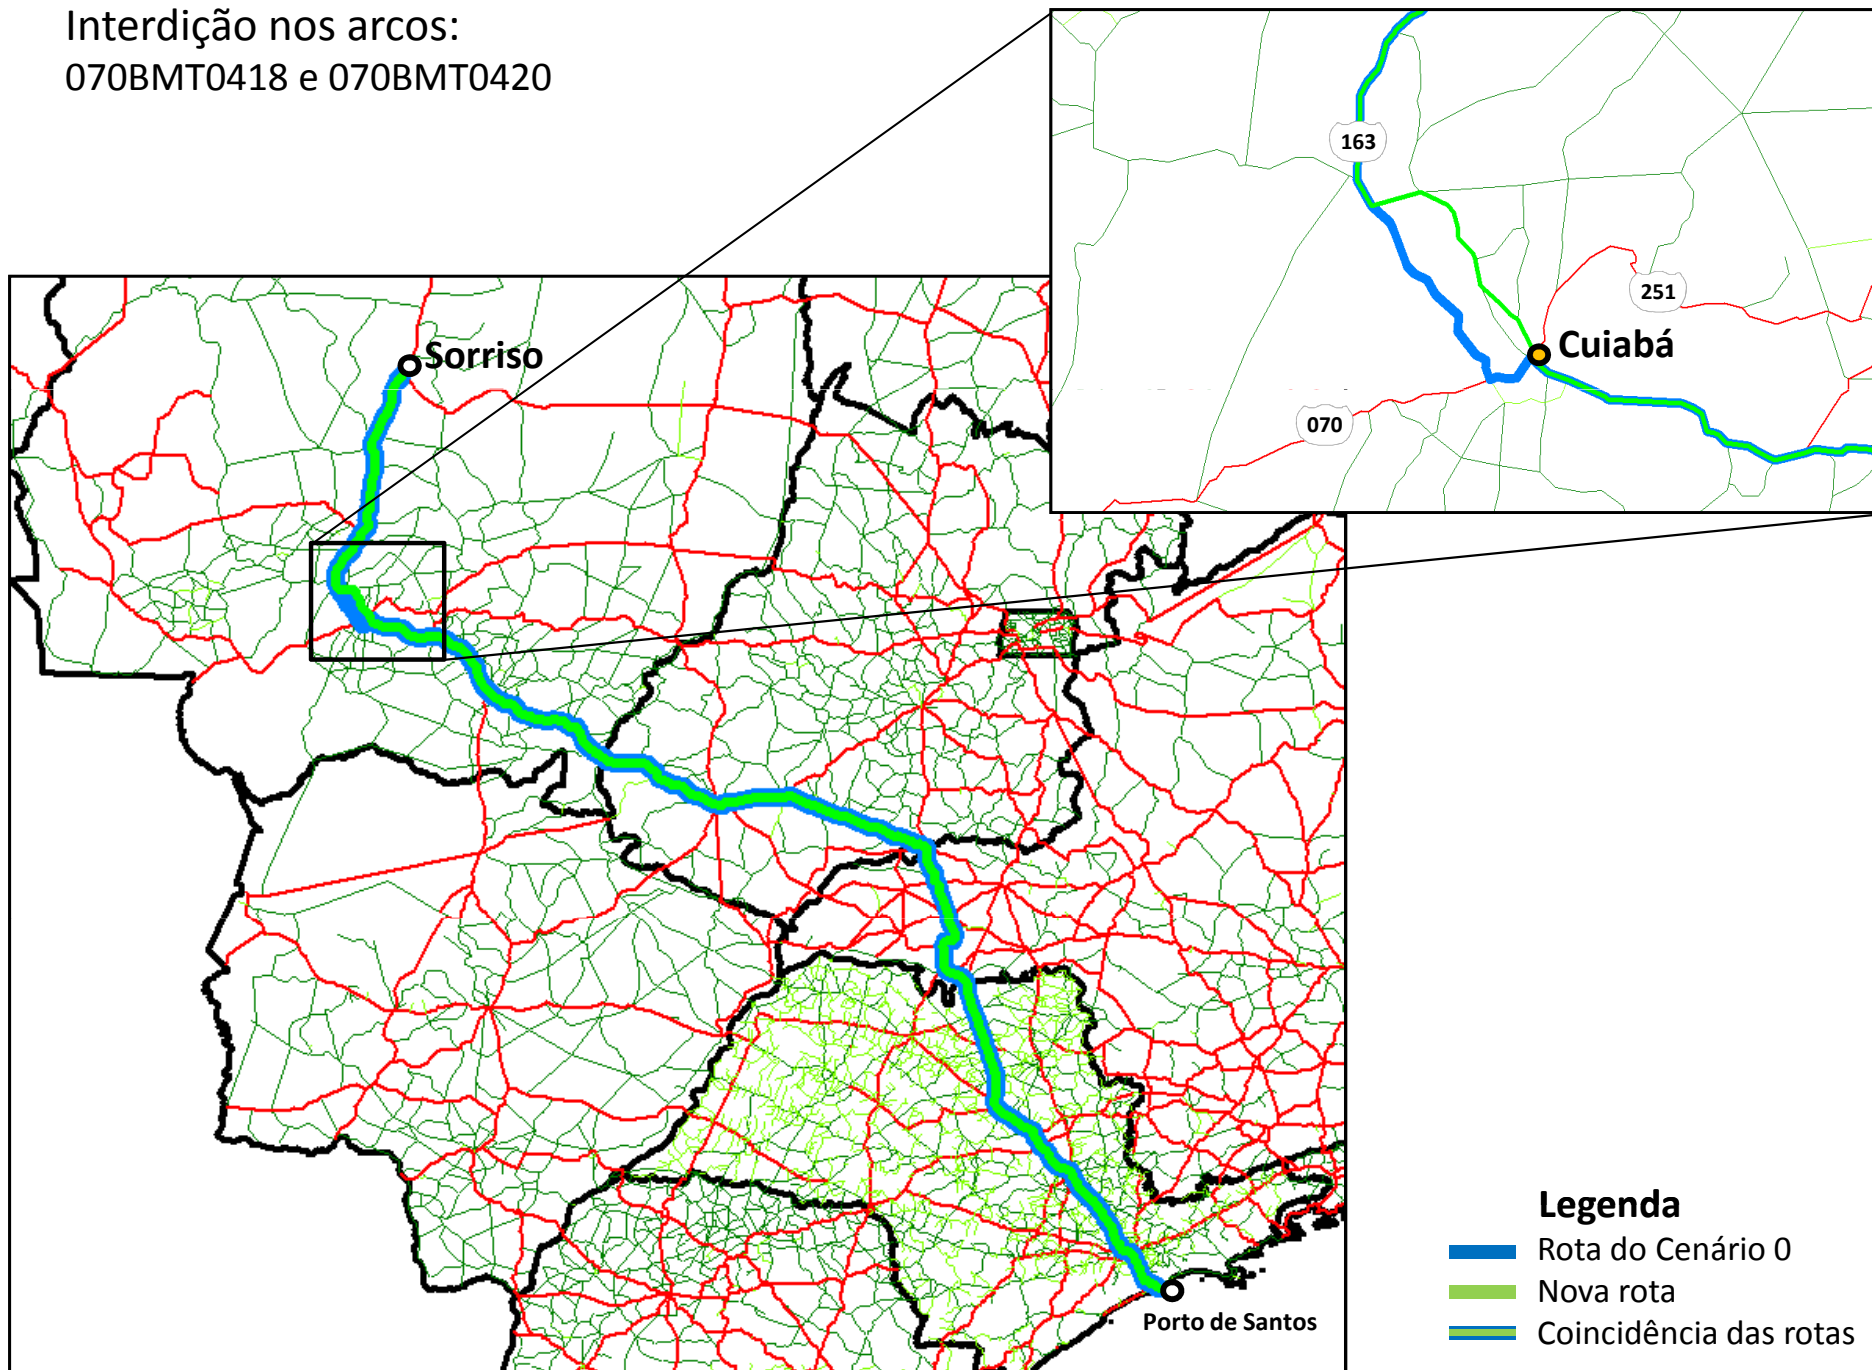 Interdição nos arcos:
070BMT0418 e 070BMT0420
163
251
Cuiabá
070
Sorriso
Porto de Santos
Legenda
Rota do Cenário 0
Nova rota
Coincidência das rotas